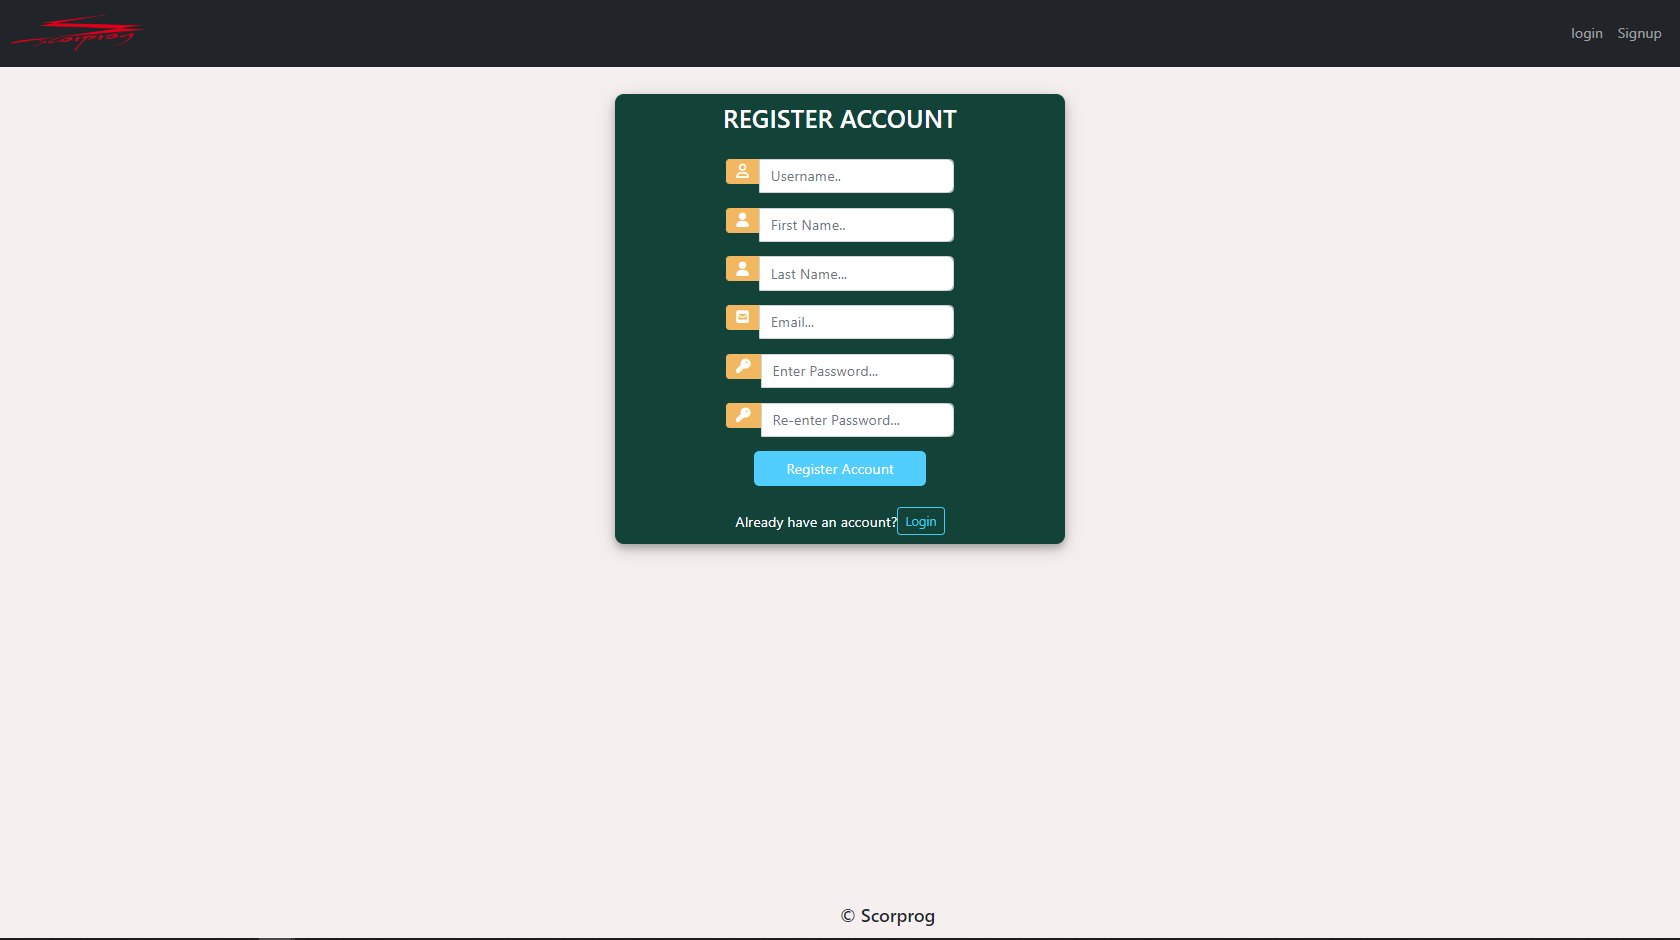 Scorprog
login Signup
REGISTER ACCOUNT
Username..
First Name..
Last Name...
Email...
Enter Password...
Re-enter Password...
Register Account
Already have an account? Login
© Scorprog